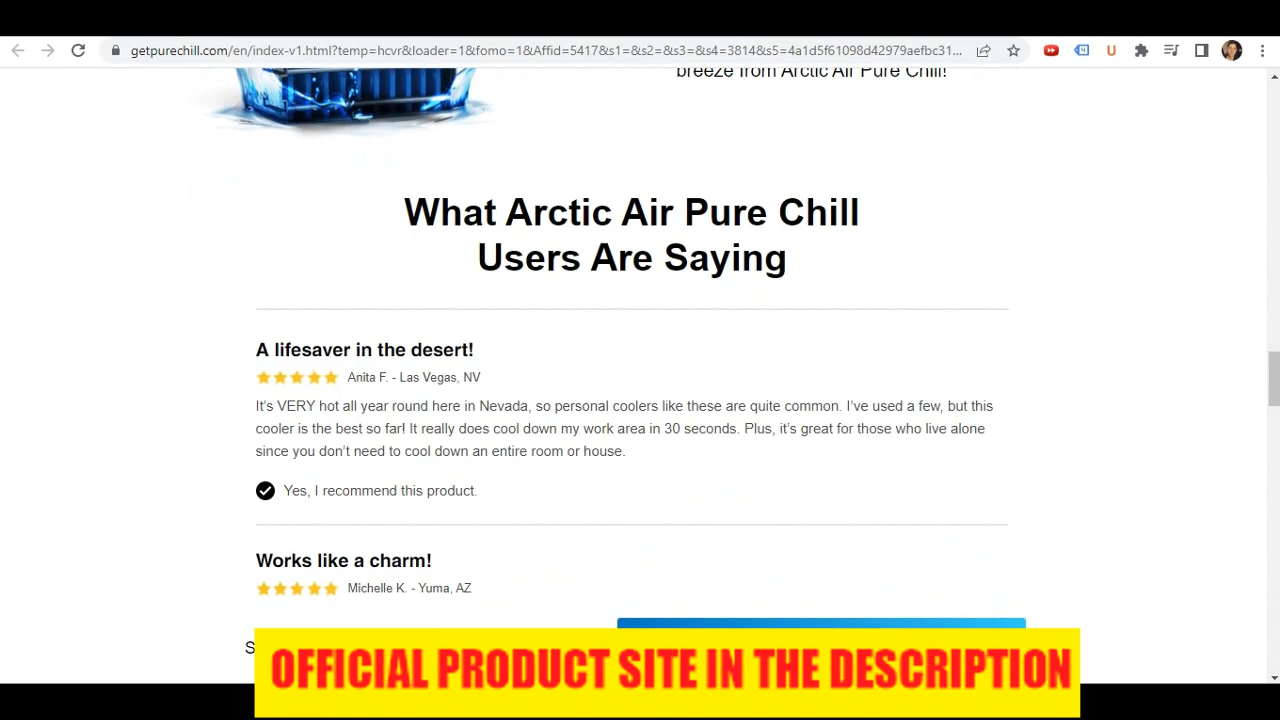 getpurechill.com/en/index-v1.html?temp=hcvr&loader=1&fomo=1&Affid=5417&s1=&s2=&s3=&s4=3814&s5=4a1d5f61098d42979aefbc31...
breeze from Arctic Air Pure Chill!
What Arctic Air Pure Chill
Users Are Saying
A lifesaver in the desert!
Anita F. - Las Vegas, NV
It's VERY hot all year round here in Nevada, so personal coolers like these are quite common. I've used a few, but this
cooler is the best so far! It really does cool down my work area in 30 seconds. Plus, it's great for those who live alone
since you don't need to cool down an entire room or house.
Yes, I recommend this product.
Works like a charm!
Michelle K. - Yuma, AZ
OFFICIAL PRODUCT SITE IN THE DESCRIPTION